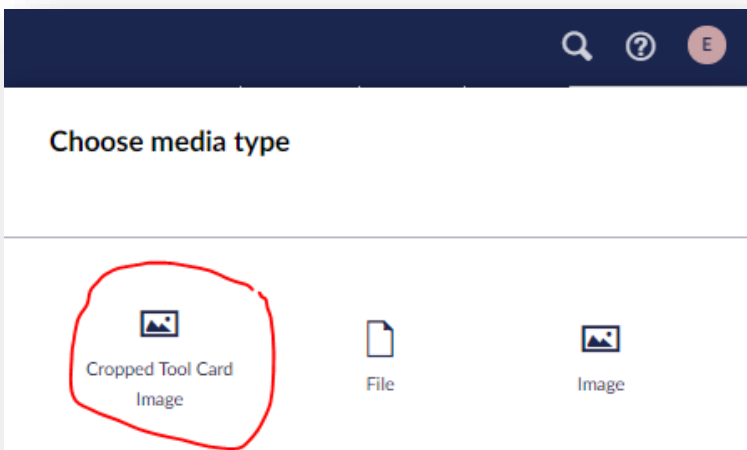 E
Choose media type
Cropped Tool Card
Image
File
Image